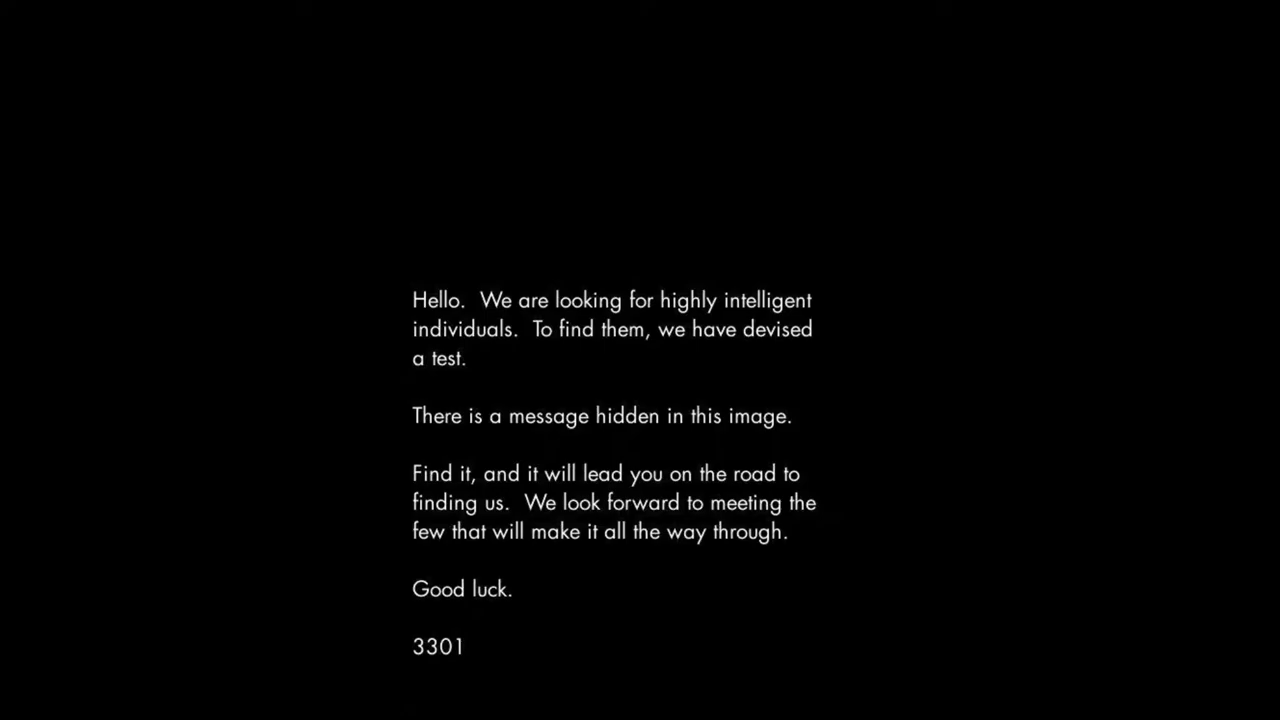 Hello.  We are looking for highly intelligent
individuals.  To find them, we have devised
a test.
There is a message hidden in this image.
Find it, and it will lead you on the road to
finding us.  We look forward to meeting the
few that will make it all the way through.
Good luck.
3301